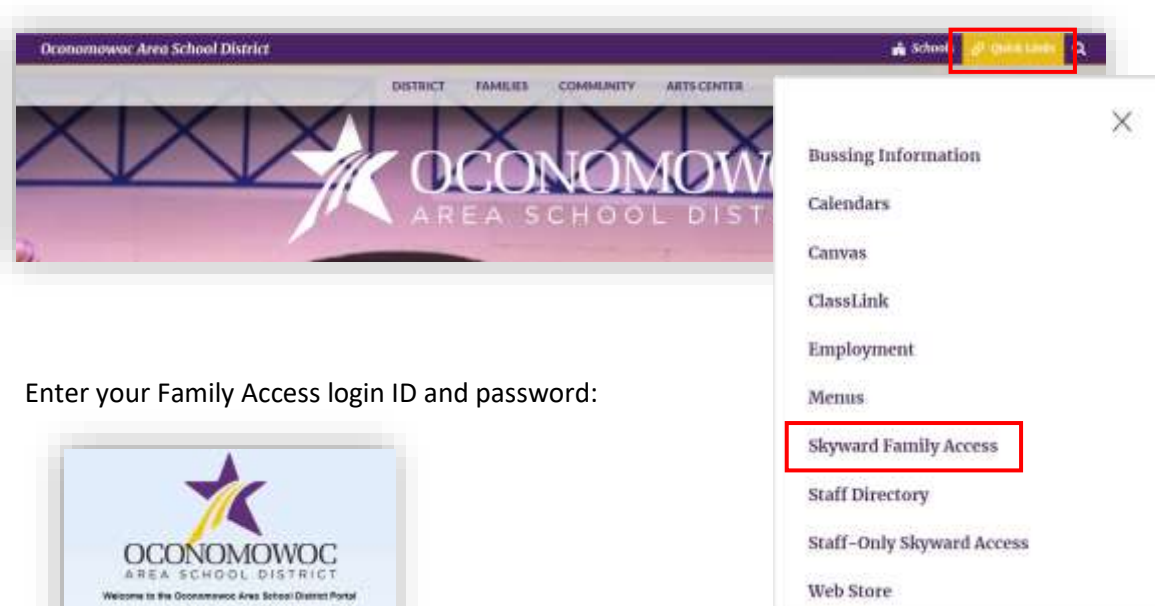 Oconomowoc Area School District
Schools Quick Links
DISTRICT FAMILIES COMMUNITY ARTS CENTER
OCONOMOW
AREA SCHOOL DIST
Bussing Information
Calendars
Canvas
ClassLink
Employment
Menus
Skyward Family Access
Staff Directory
Staff-Only Skyward Access
Web Store
Enter your Family Access login ID and password:
OCONOMOWOC
AREA SCHOOL DISTRICT
Welcome to the Oconomowoc Area School District Portal